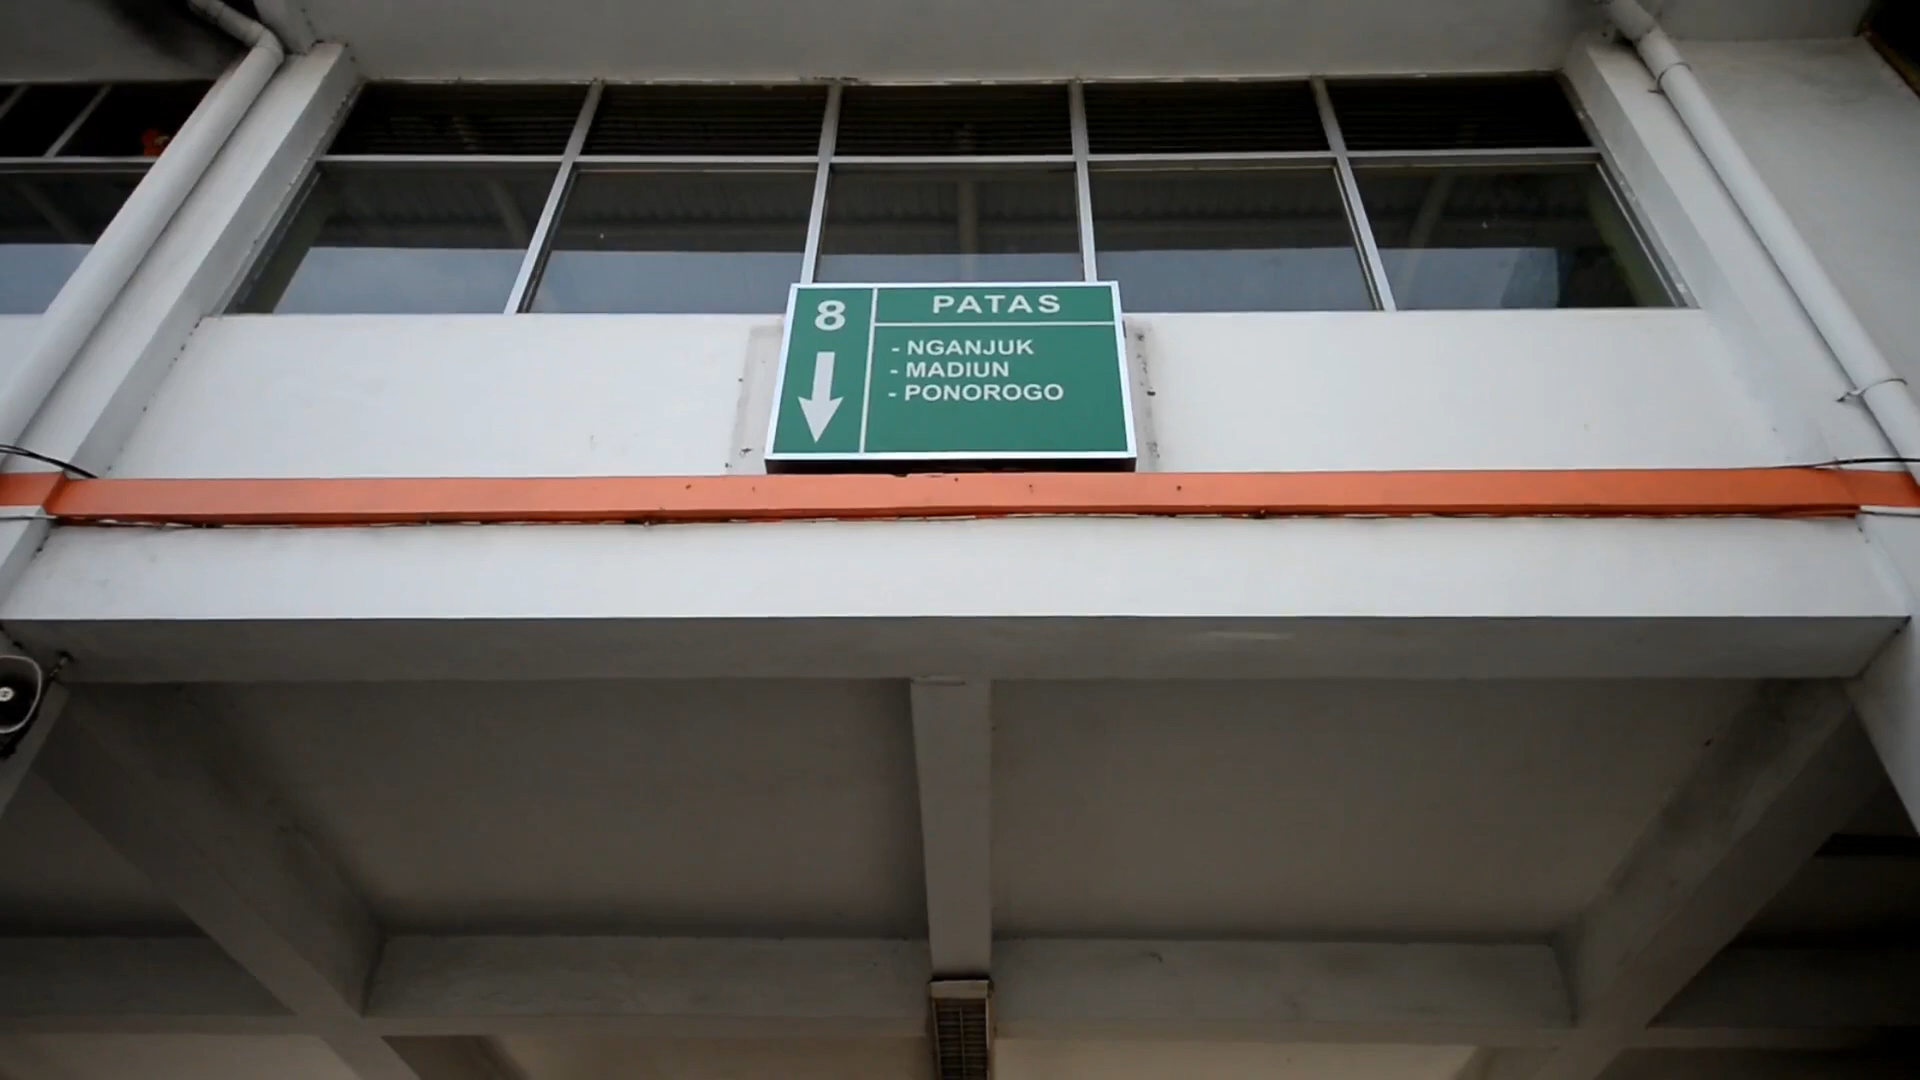 8
PATAS
- NGANJUK
- MADIUN
- PONOROGO